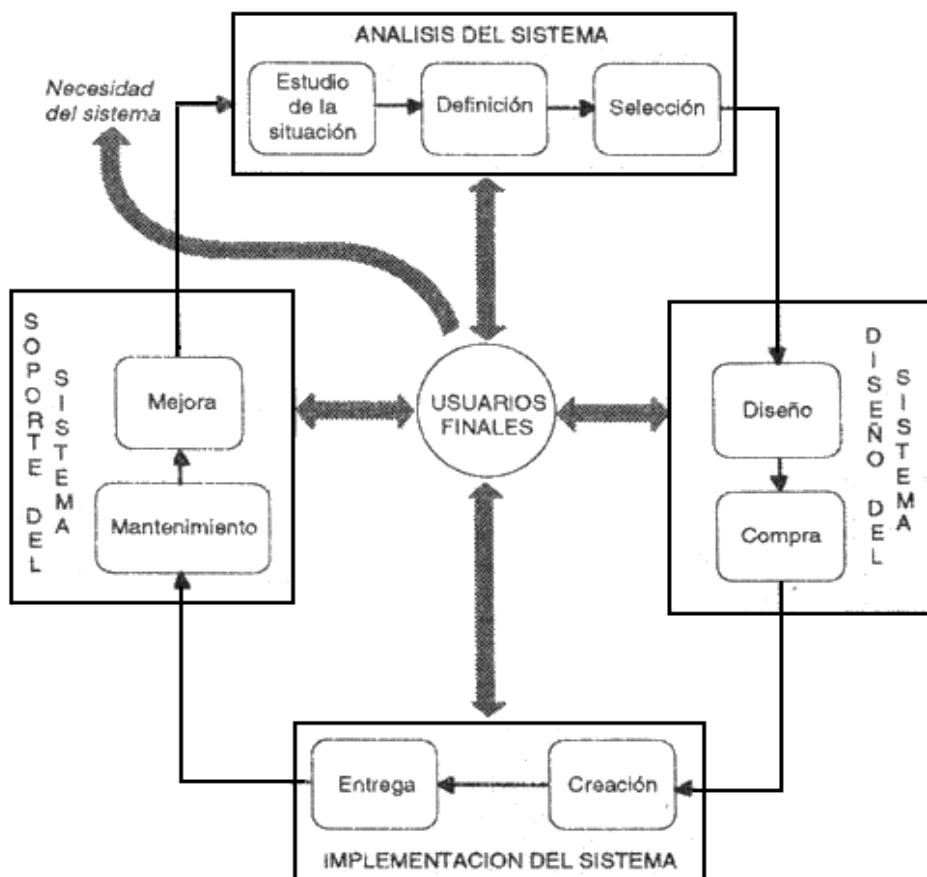 ANALISIS DEL SISTEMA
Necesidad
del sistema
Estudio
de la
situación
Definición
Selección
SOPORTE DEL
SISTEMA
Mejora
Mantenimiento
USUARIOS
FINALES
Diseño
Compra
DISEÑO DEL
SISTEMA
Entrega
Creación
IMPLEMENTACION DEL SISTEMA